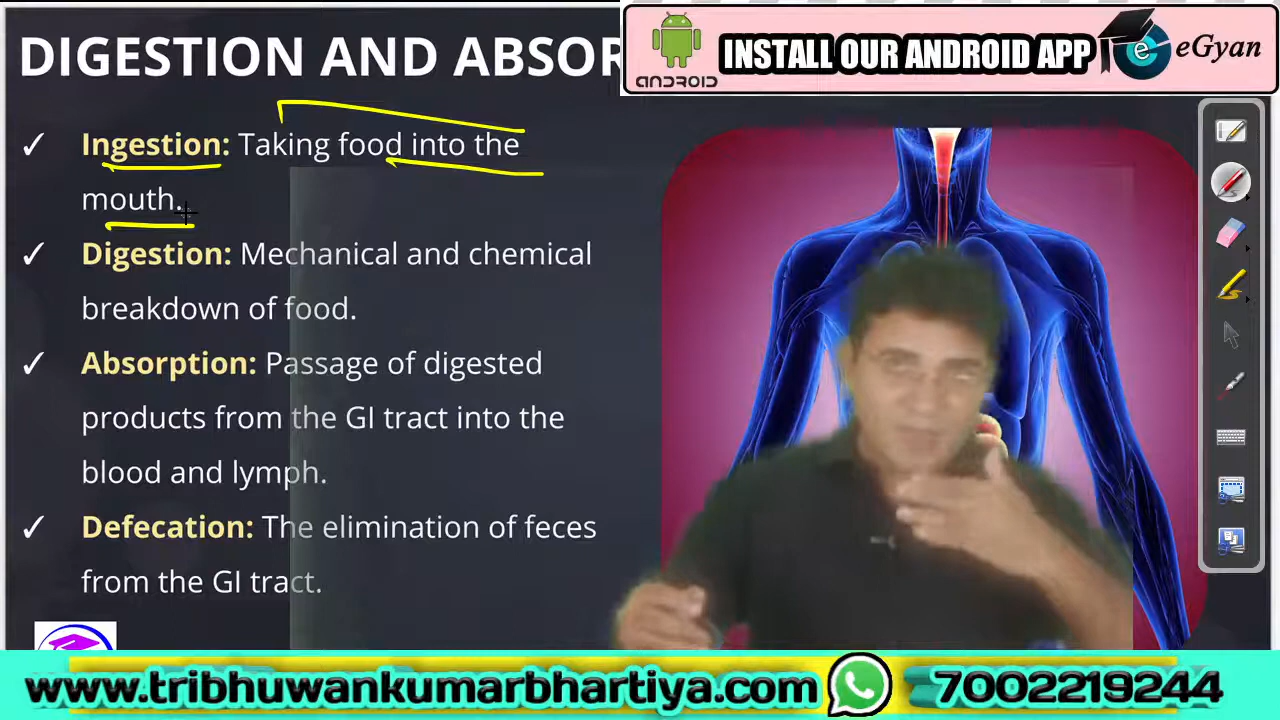 DIGESTION AND ABSOR
INSTALL OUR ANDROID APP
ANDROID
e
eGyan
✓ Ingestion: Taking food into the
mouth.
✓ Digestion: Mechanical and chemical
breakdown of food.
✓ Absorption: Passage of digested
products from the GI tract into the
blood and lymph.
✓ Defecation: The elimination of feces
from the GI tract.
www.tribhuwankumarbhartiya.com 7002219244